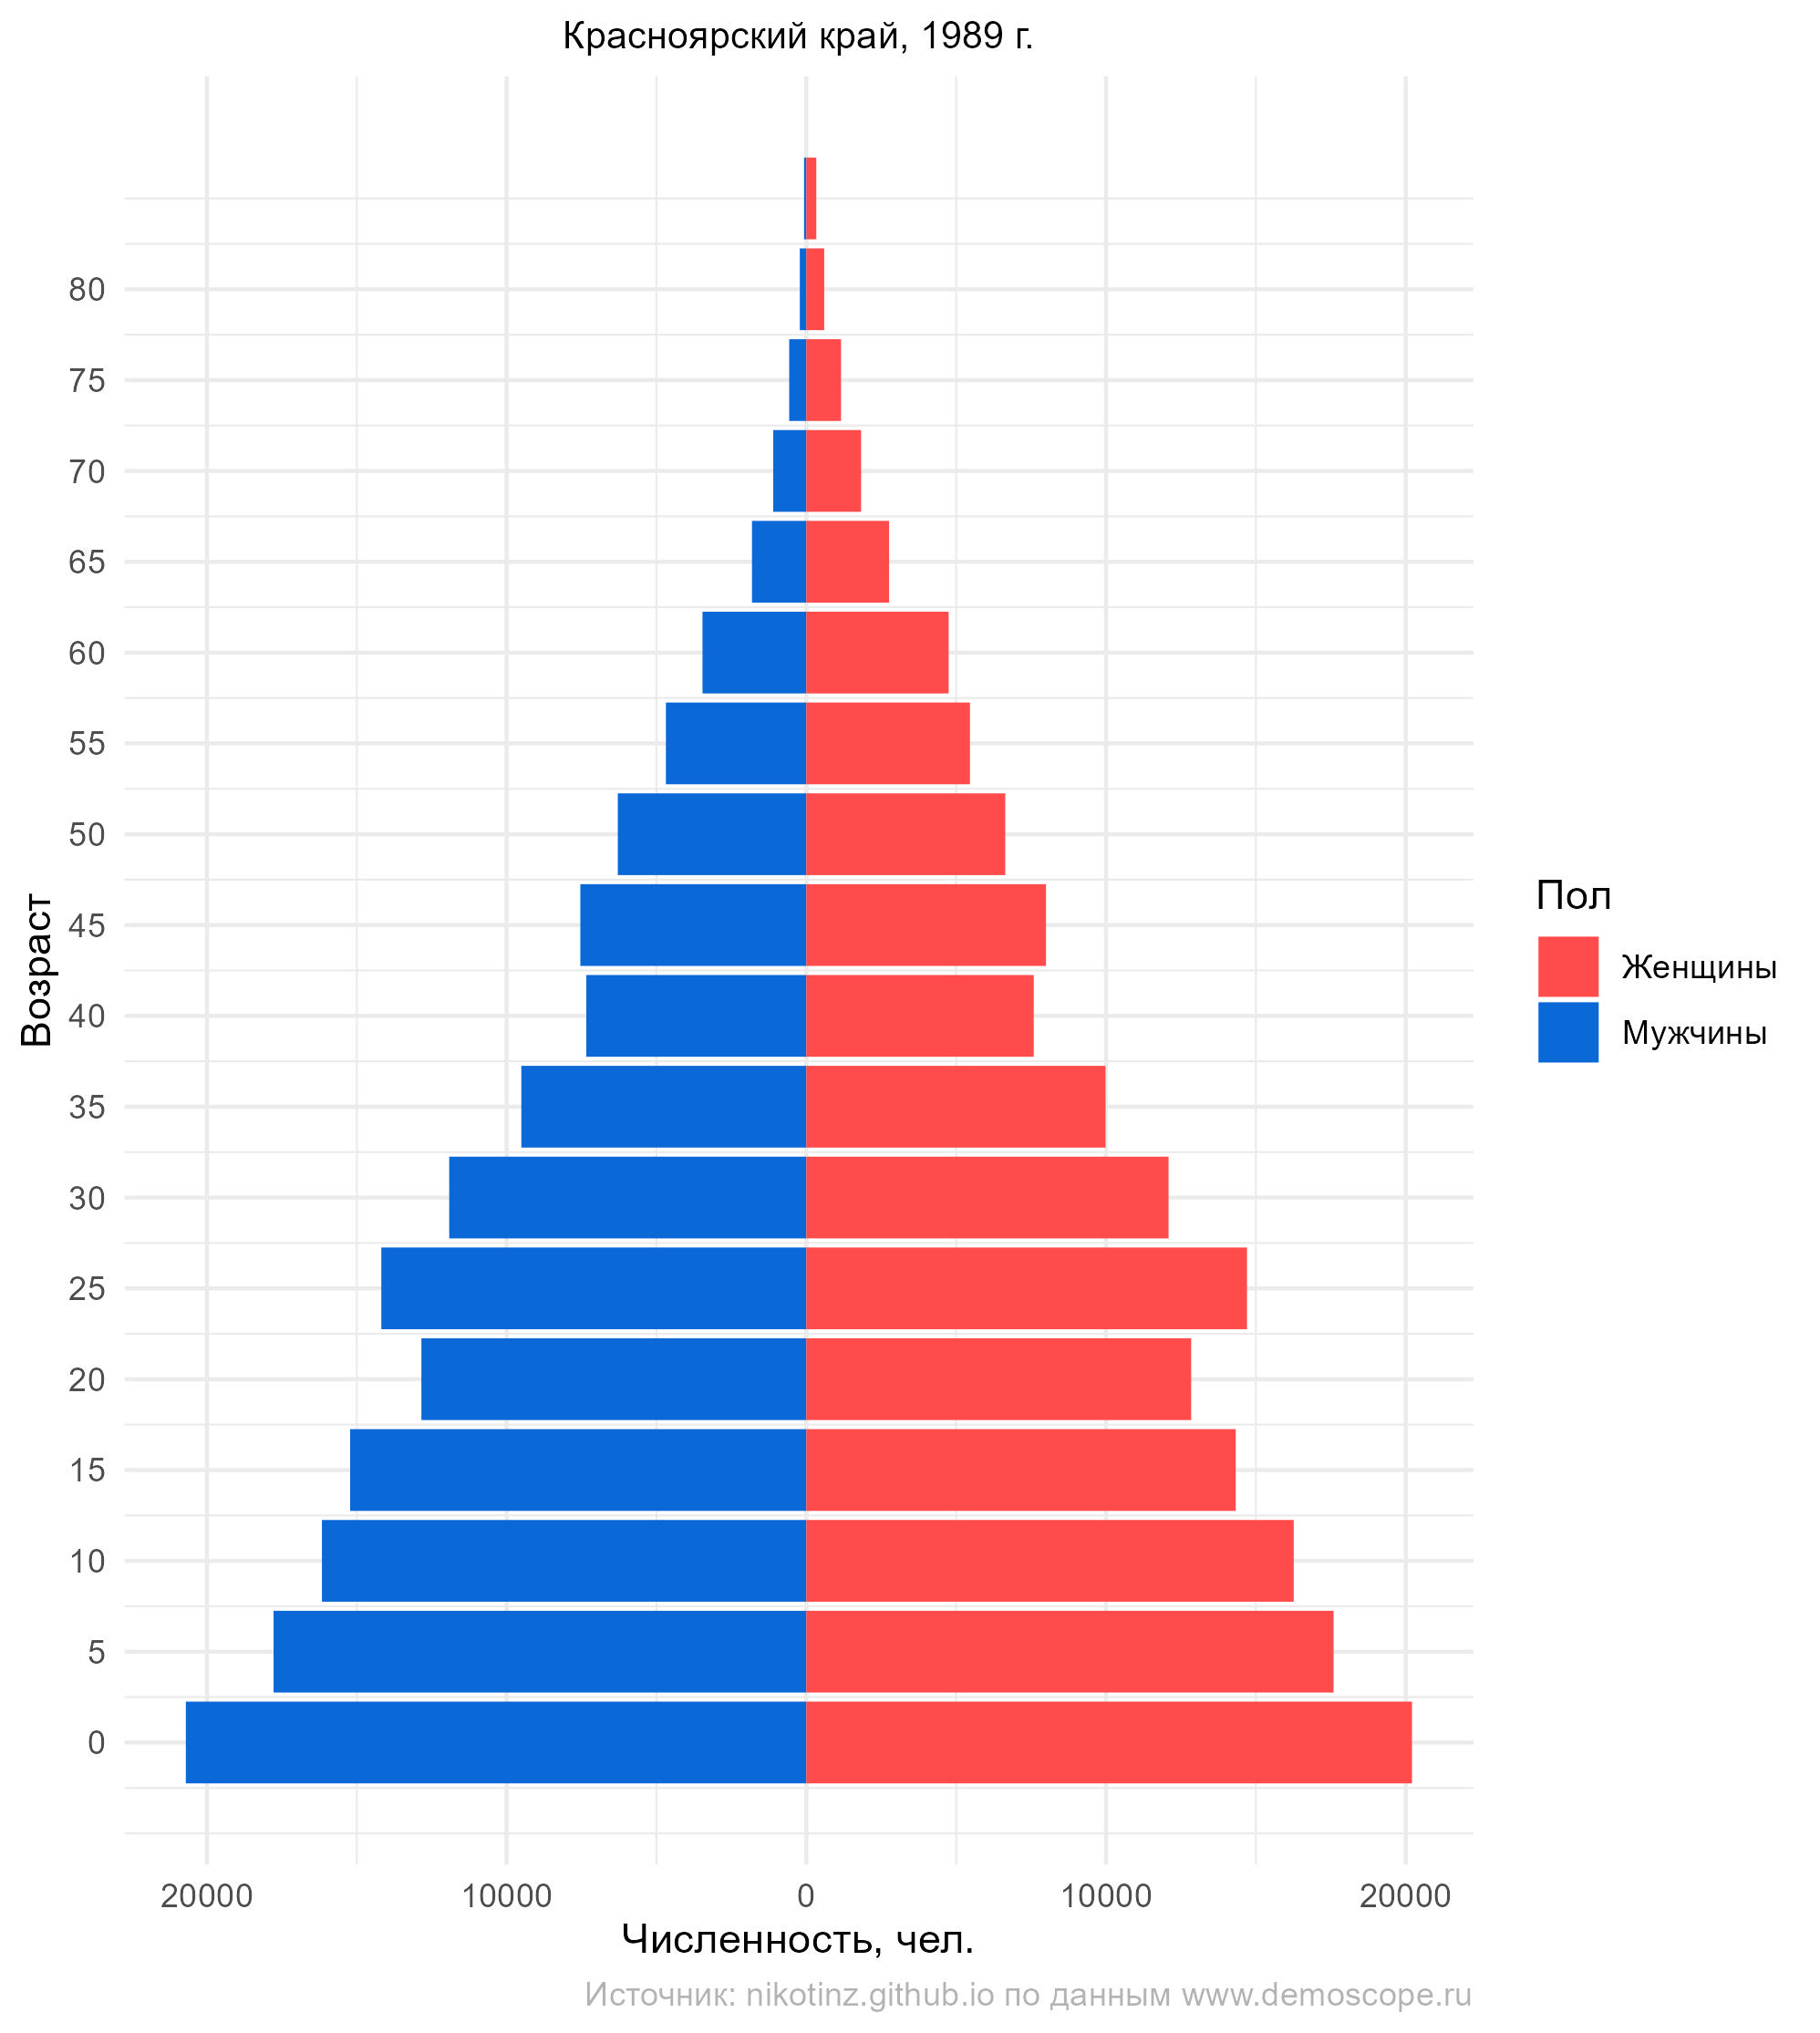 Красноярский край, 1989 г.
80
75
70
65
60
55
50
45
40
35
30
25
20
15
10
5
0
Возраст
20000 10000 0 10000 20000
Численность, чел.
Пол
Женщины
Мужчины
Источник: nikotinz.github.io по данным www.demoscope.ru